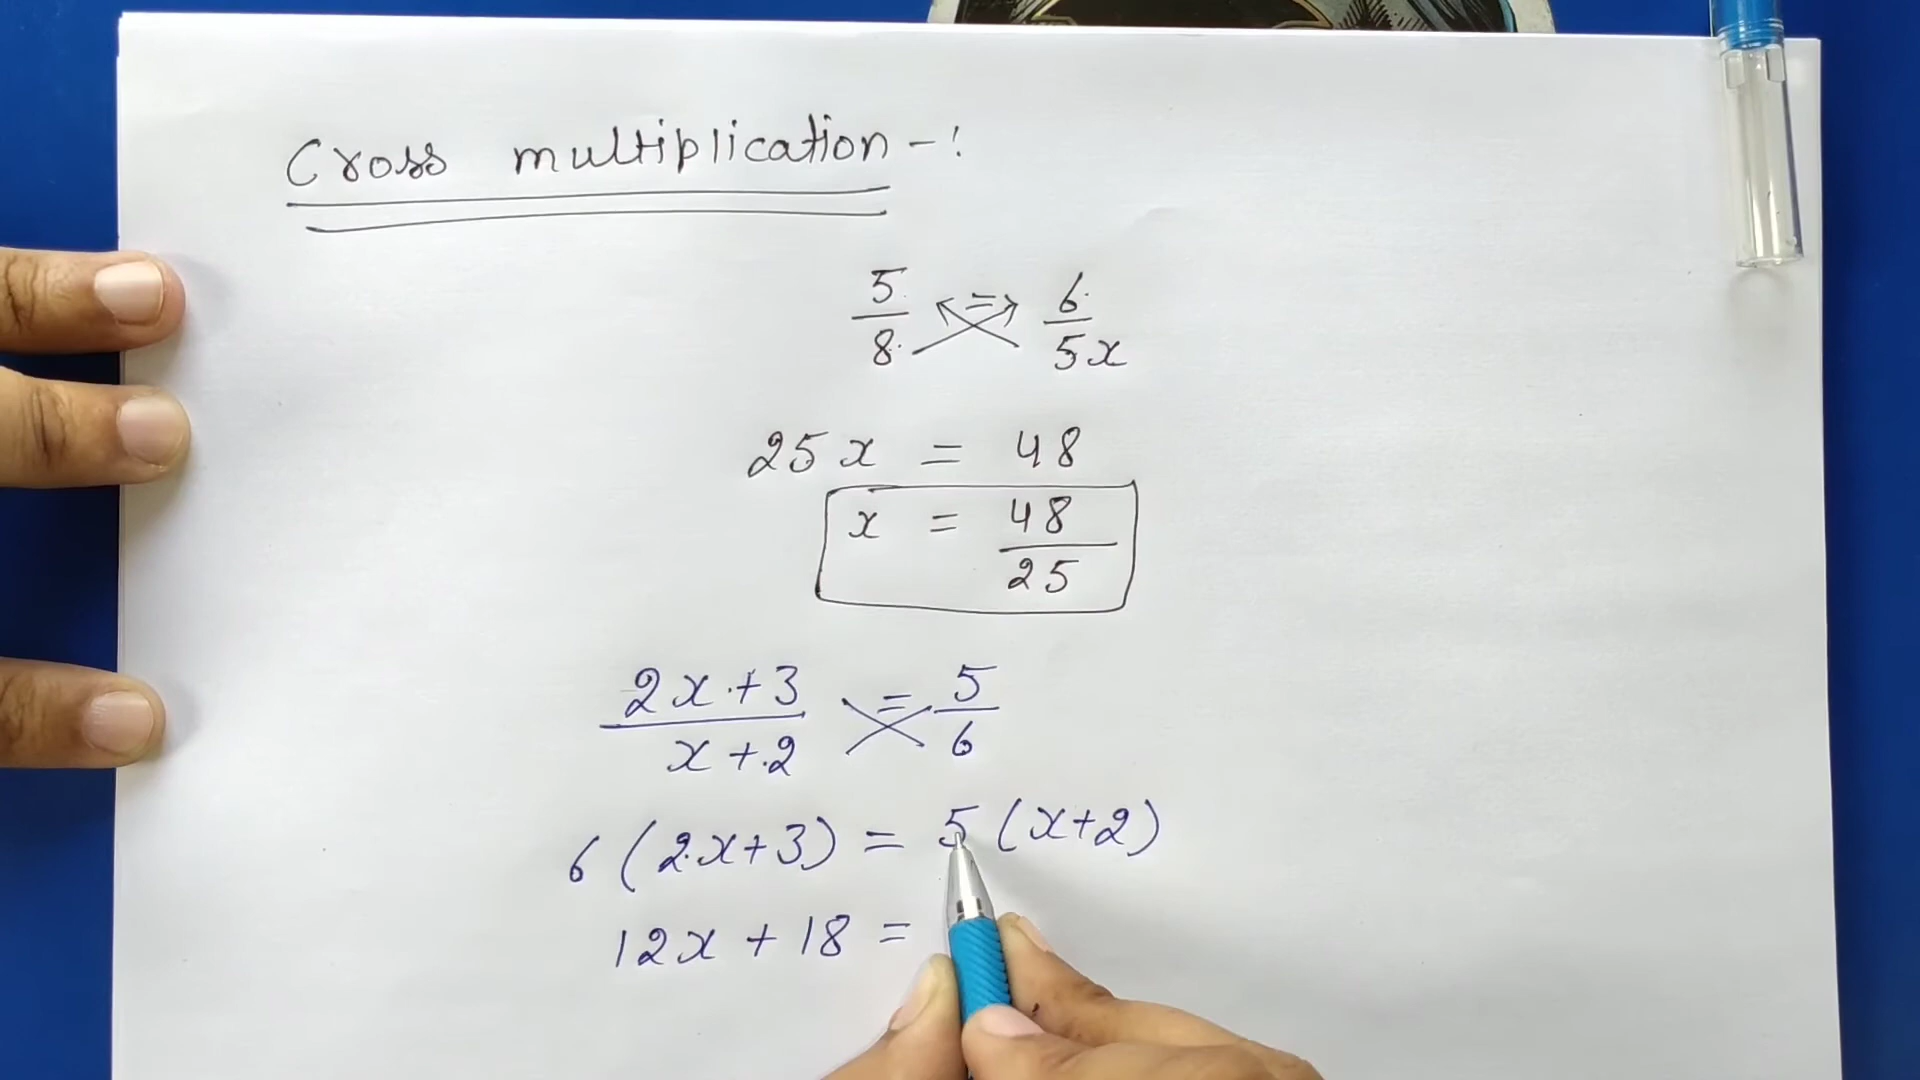 Cross multiplication -:
5/8 = 6/5x
25x = 48
x = 48/25
2x+3/x+2 = 5/6
6(2x+3) = 5(x+2)
12x + 18 =